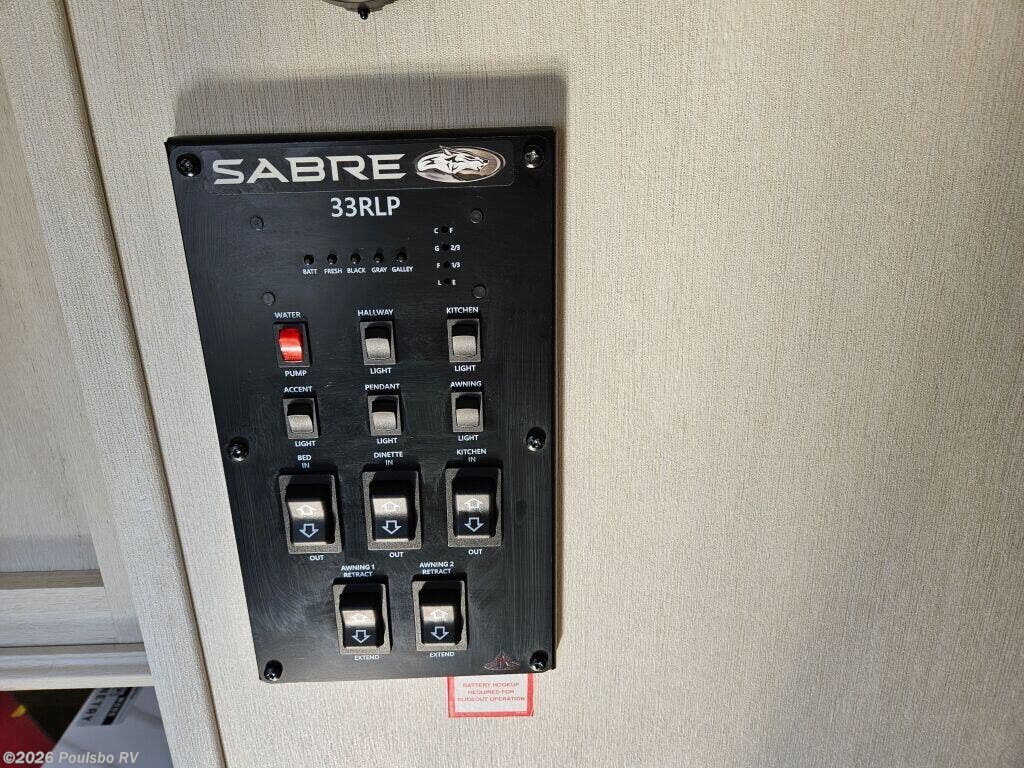 SABRE
33RLP
C F
G 2/3
F 1/3
L E
BATT FRESH BLACK GRAY GALLEY
WATER HALLWAY KITCHEN
PUMP LIGHT LIGHT
ACCENT PENDANT AWNING
LIGHT LIGHT LIGHT
BED DINETTE KITCHEN
IN IN IN
OUT OUT OUT
AWNING 1 AWNING 2
RETRACT RETRACT
EXTEND EXTEND
BATTERY HOOKUP
REQUIRED FOR
SLIDEOUT OPERATION
©2026 Poulsbo RV